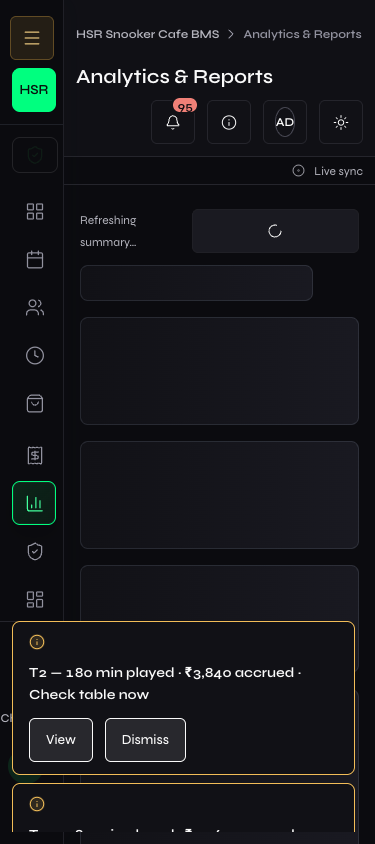 HSR Snooker Cafe BMS > Analytics & Reports
HSR
Analytics & Reports
95
AD
Live sync
Refreshing
summary…
T2 — 180 min played · ₹3,840 accrued ·
Check table now
View
Dismiss